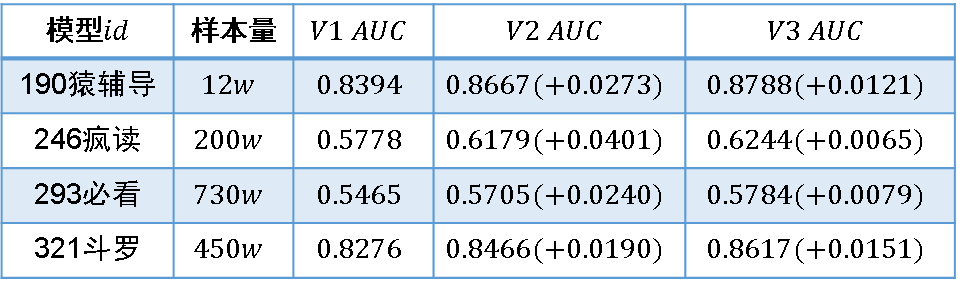 模型id 样本量 V1 AUC V2 AUC V3 AUC
190猿辅导 12w 0.8394 0.8667(+0.0273) 0.8788(+0.0121)
246疯读 200w 0.5778 0.6179(+0.0401) 0.6244(+0.0065)
293必看 730w 0.5465 0.5705(+0.0240) 0.5784(+0.0079)
321斗罗 450w 0.8276 0.8466(+0.0190) 0.8617(+0.0151)